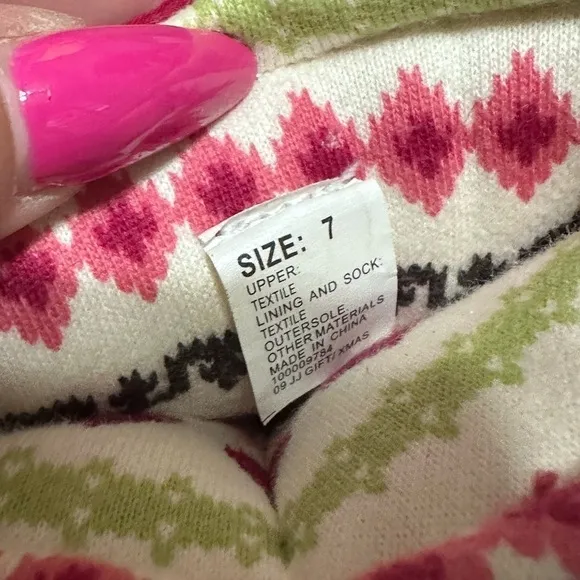 SIZE: 7
UPPER:
TEXTILE
LINING AND SOCK:
TEXTILE
OUTERSOLE
OTHER MATERIALS
MADE IN CHINA
100009784
09 JJ GIFT/ XMAS